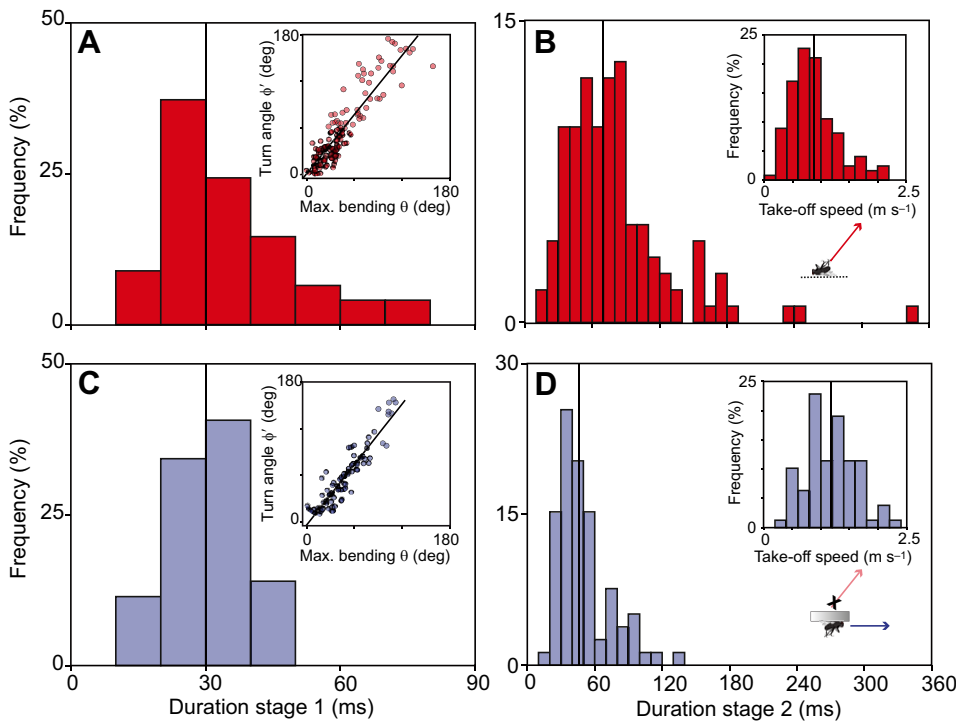 A
50
25
0
Frequency (%)
180
0
0
180
Turn angle φ′ (deg)
Max. bending θ (deg)
B
15
0
Frequency (%)
25
0
0
2.5
Take-off speed (m s⁻¹)
C
50
25
0
Frequency (%)
180
0
0
180
Turn angle φ′ (deg)
Max. bending θ (deg)
0
30
60
90
Duration stage 1 (ms)
D
30
15
0
Frequency (%)
25
0
0
2.5
Take-off speed (m s⁻¹)
0
60
120
180
240
300
360
Duration stage 2 (ms)